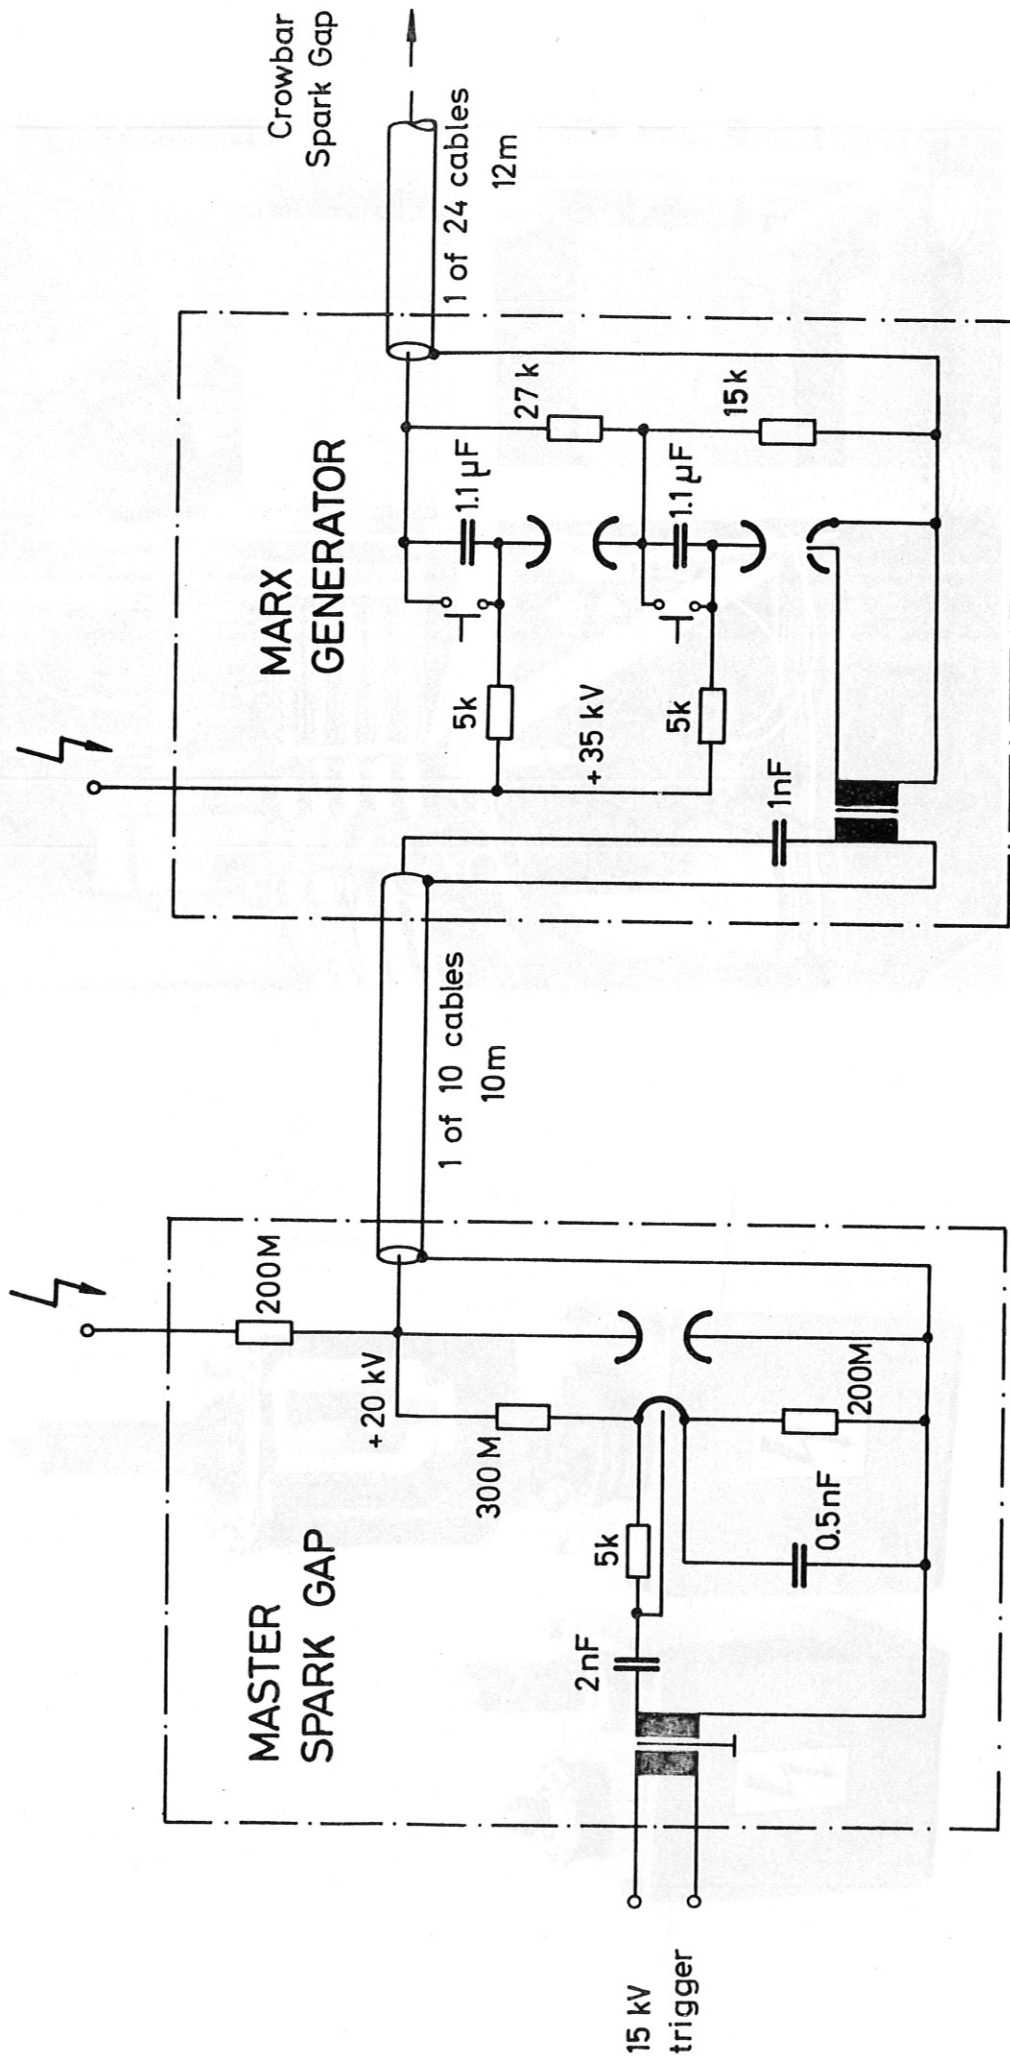 15 kV
trigger
MASTER
SPARK GAP
2nF
5k
0.5nF
300M
+20 kV
200M
200M
1 of 10 cables
10m
MARX
GENERATOR
1nF
+35 kV
5k
5k
1.1 µF
1.1 µF
27k
15k
1 of 24 cables
12m
Crowbar
Spark Gap